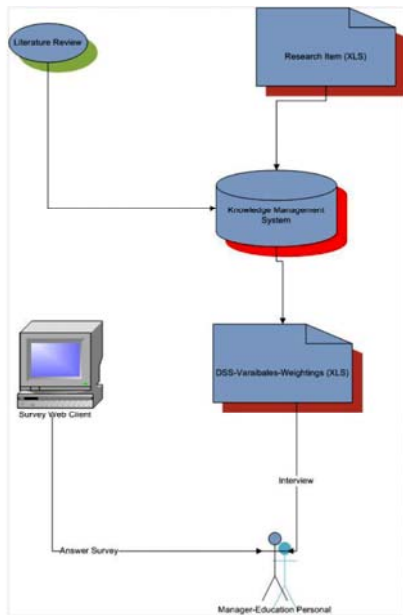 Literature Review
Research Item (XLS)
Knowledge Management
System
DSS-Varaibales-Weightings (XLS)
Survey Web Client
Interview
Answer Survey
Manager-Education Personal